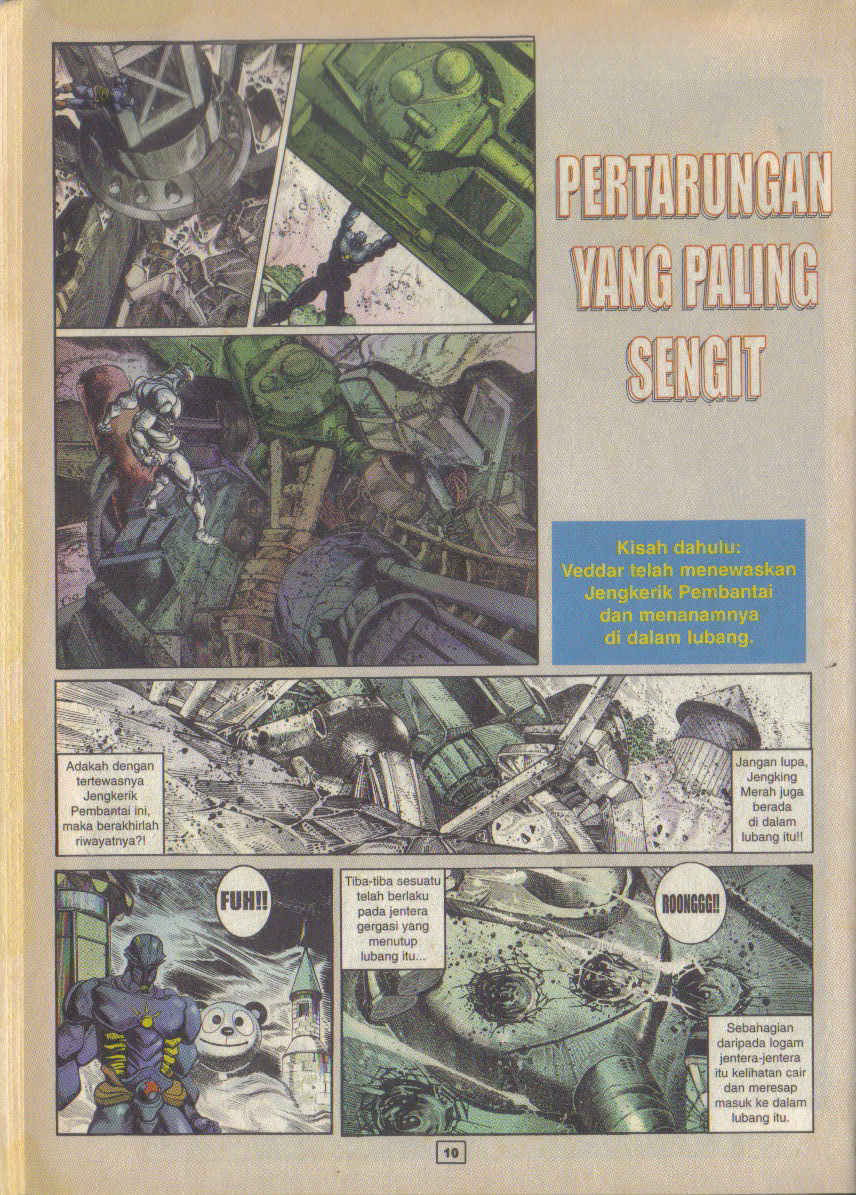 PERTARUNGAN
YANG PALING
SENGIT
Kisah dahulu:
Veddar telah menewaskan
Jengkerik Pembantai
dan menanamnya
di dalam lubang.
Adakah dengan
tertewasnya
Jengkerik
Pembantai ini,
maka berakhirlah
riwayatnya?!
Jangan lupa,
Jengking
Merah juga
berada
di dalam
lubang itu!!
FUH!!
Tiba-tiba sesuatu
telah berlaku
pada jentera
gergasi yang
menutup
lubang itu...
ROONGGG!!
Sebahagian
daripada logam
jentera-jentera
itu kelihatan cair
dan meresap
masuk ke dalam
lubang itu.
10